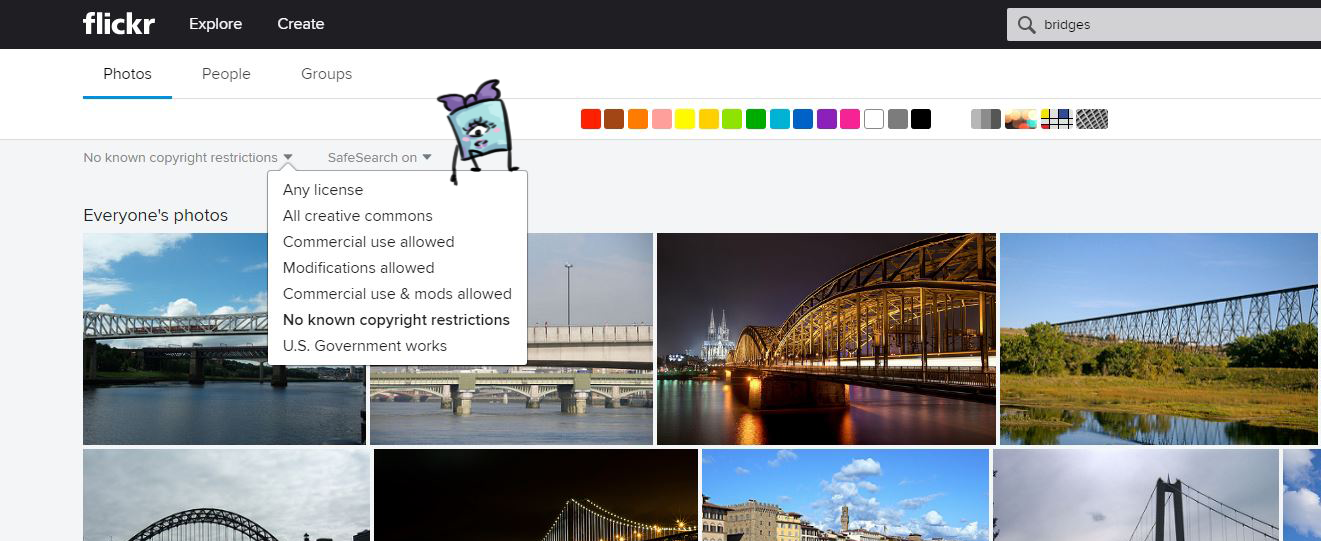 flickr Explore Create bridges
Photos People Groups
No known copyright restrictions SafeSearch on
Any license
All creative commons
Commercial use allowed
Modifications allowed
Commercial use & mods allowed
No known copyright restrictions
U.S. Government works
Everyone's photos